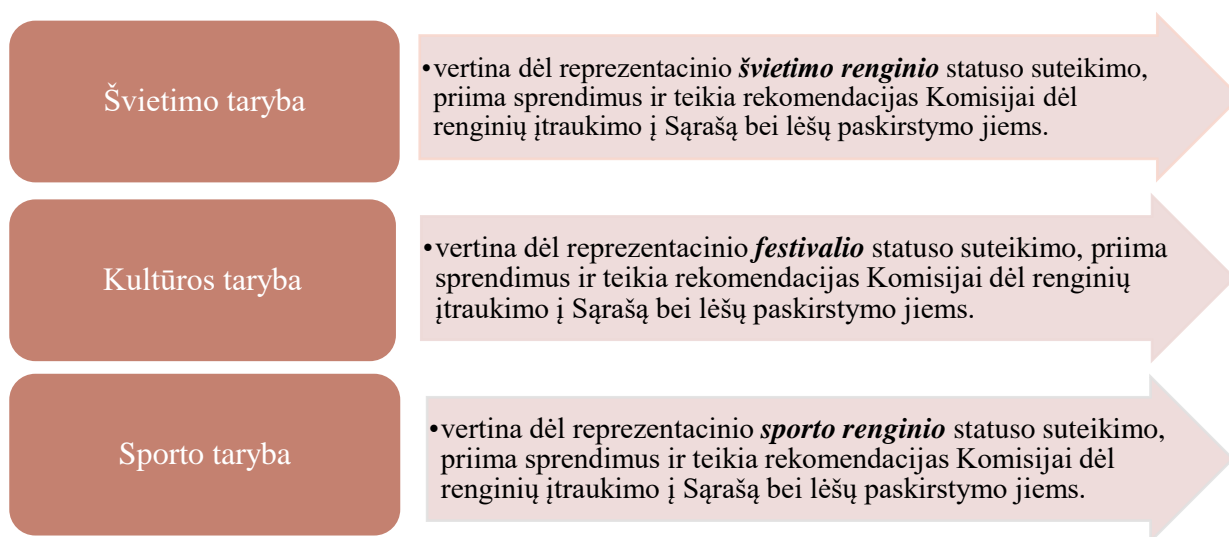 Švietimo taryba
•vertina dėl reprezentacinio švietimo renginio statuso suteikimo,
priima sprendimus ir teikia rekomendacijas Komisijai dėl
renginių įtraukimo į Sąrašą bei lėšų paskirstymo jiems.
Kultūros taryba
•vertina dėl reprezentacinio festivalio statuso suteikimo, priima
sprendimus ir teikia rekomendacijas Komisijai dėl renginių
įtraukimo į Sąrašą bei lėšų paskirstymo jiems.
Sporto taryba
•vertina dėl reprezentacinio sporto renginio statuso suteikimo,
priima sprendimus ir teikia rekomendacijas Komisijai dėl
renginių įtraukimo į Sąrašą bei lėšų paskirstymo jiems.